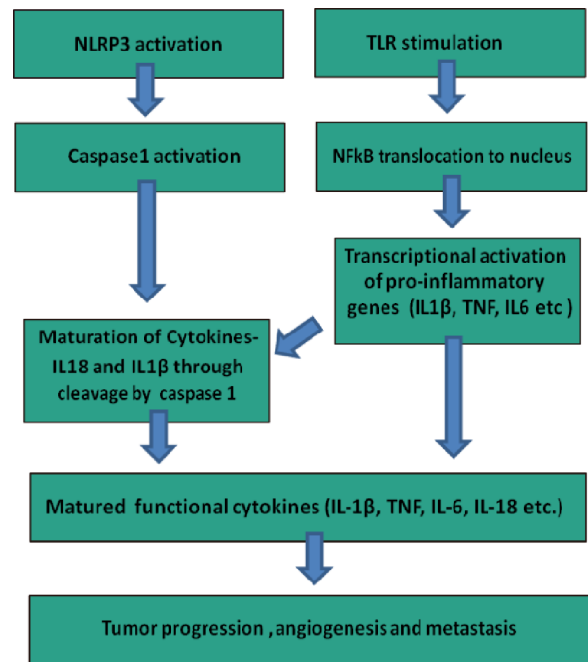 NLRP3 activation
TLR stimulation
Caspase1 activation
NFkB translocation to nucleus
Transcriptional activation
of pro-inflammatory
genes (IL1β, TNF, IL6 etc )
Maturation of Cytokines-
IL18 and IL1β through
cleavage by caspase 1
Matured functional cytokines (IL-1β, TNF, IL-6, IL-18 etc.)
Tumor progression ,angiogenesis and metastasis